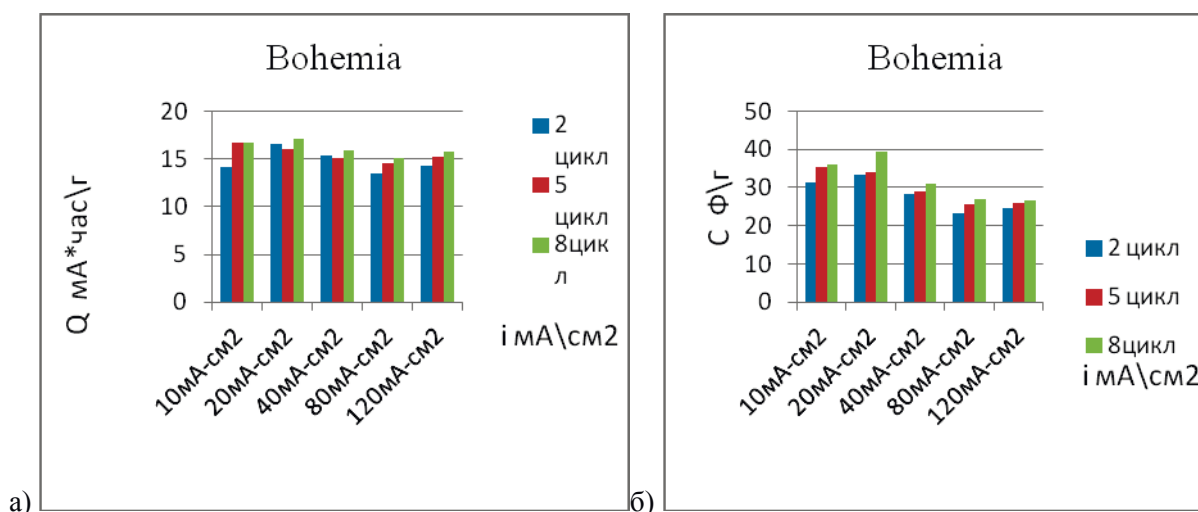 Bohemia
20
15
10
5
0
Q мА*час\г
10мА-см2
20мА-см2
40мА-см2
80мА-см2
120мА-см2
2
цикл
5
цикл
8цик
л
i мА\см2
а)
Bohemia
50
40
30
20
10
0
С Ф\г
10мА-см2
20мА-см2
40мА-см2
80мА-см2
120мА-см2
2 цикл
5 цикл
8цикл
i мА\см2
б)